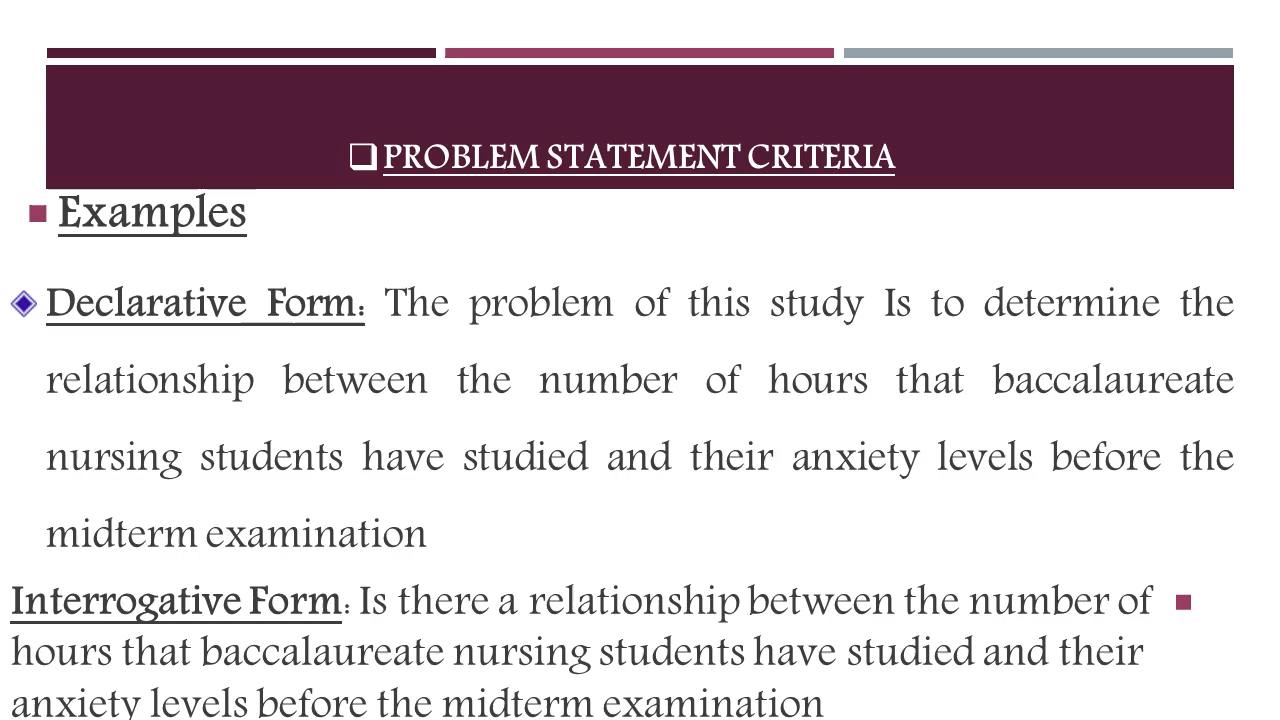 PROBLEM STATEMENT CRITERIA
Examples
Declarative Form: The problem of this study Is to determine the
relationship between the number of hours that baccalaureate
nursing students have studied and their anxiety levels before the
midterm examination
Interrogative Form: Is there a relationship between the number of
hours that baccalaureate nursing students have studied and their
anxiety levels before the midterm examination